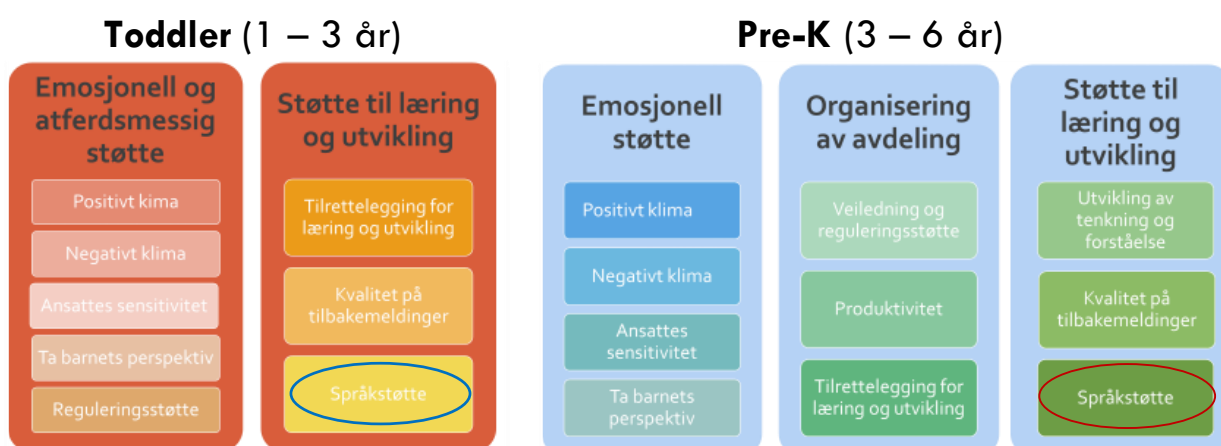 Toddler (1 – 3 år)
Emosjonell og
atferdsmessig
støtte
Positivt kima
Negativt klima
Ansattes sensitivitet
Ta barnets perspektiv
Reguleringsstøtte
Støtte til læring
og utvikling
Tilrettelegging for
læring og utvikling
Kvalitet på
tilbakemeldinger
Språkstøtte
Pre-K (3 – 6 år)
Emosjonell
støtte
Positivt klima
Negativt klima
Ansattes
sensitivitet
Ta barnets
perspektiv
Organisering
av avdeling
Veiledning og
reguleringsstøtte
Produktivitet
Tilrettelegging for
læring og utvikling
Støtte til
læring og
utvikling
Utvikling av
tenkning og
forståelse
Kvalitet på
tilbakemeldinger
Språkstøtte